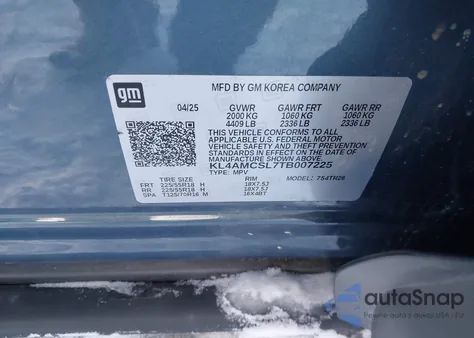 gm
MFD BY GM KOREA COMPANY
04/25 GVWR GAWR FRT GAWR RR
2000 KG 1060 KG 1060 KG
4409 LB 2336 LB 2336 LB
THIS VEHICLE CONFORMS TO ALL
APPLICABLE U.S. FEDERAL MOTOR
VEHICLE SAFETY AND THEFT PREVENTION
STANDARDS IN EFFECT ON THE DATE OF
MANUFACTURE SHOWN ABOVE.
KL4AMCSL7TB007225
TYPE: MPV
TIRE SIZE RIM
FRT 225/55R18 H 18X7.5J
RR 225/55R18 H 18X7.5J
SPA T125/70R16 M 16X4BT
autoSnap